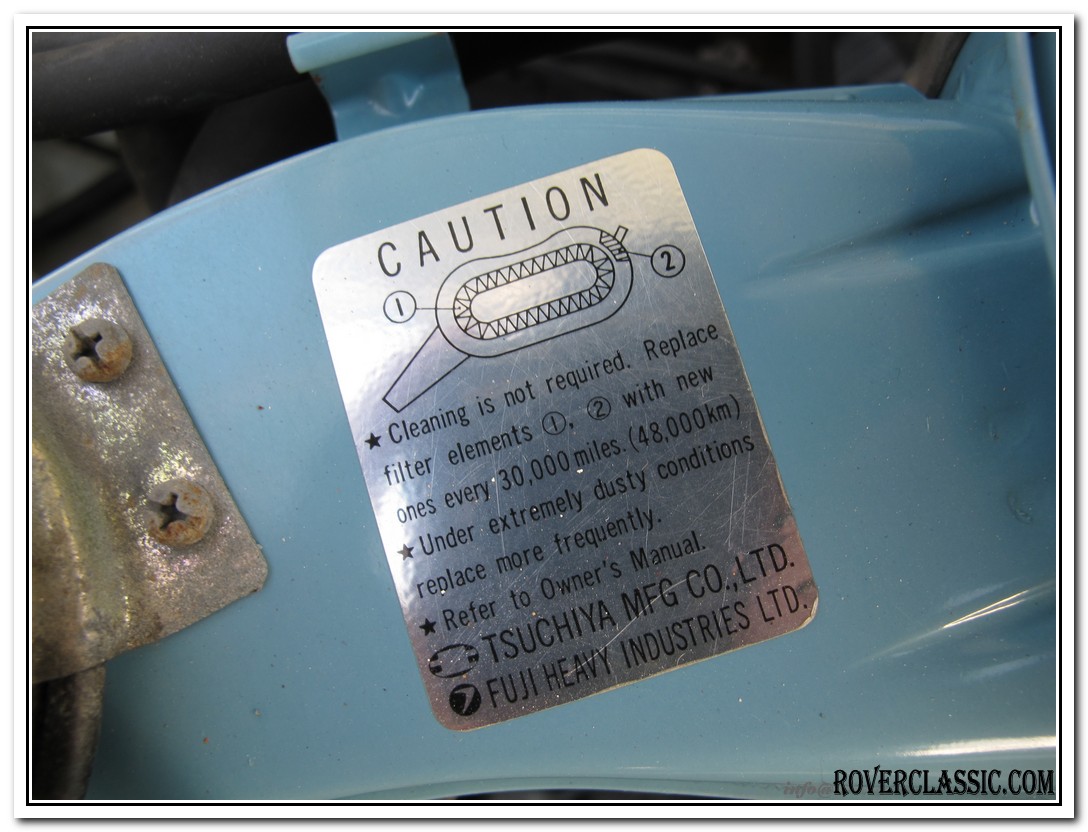 CAUTION
① ②
★ Cleaning is not required. Replace
filter elements ①, ② with new
ones every 30,000 miles. (48,000km)
★ Under extremely dusty conditions
replace more frequently.
★ Refer to Owner's Manual.
TSUCHIYA MFG CO.,LTD.
FUJI HEAVY INDUSTRIES LTD.
info@
ROVERCLASSIC.COM